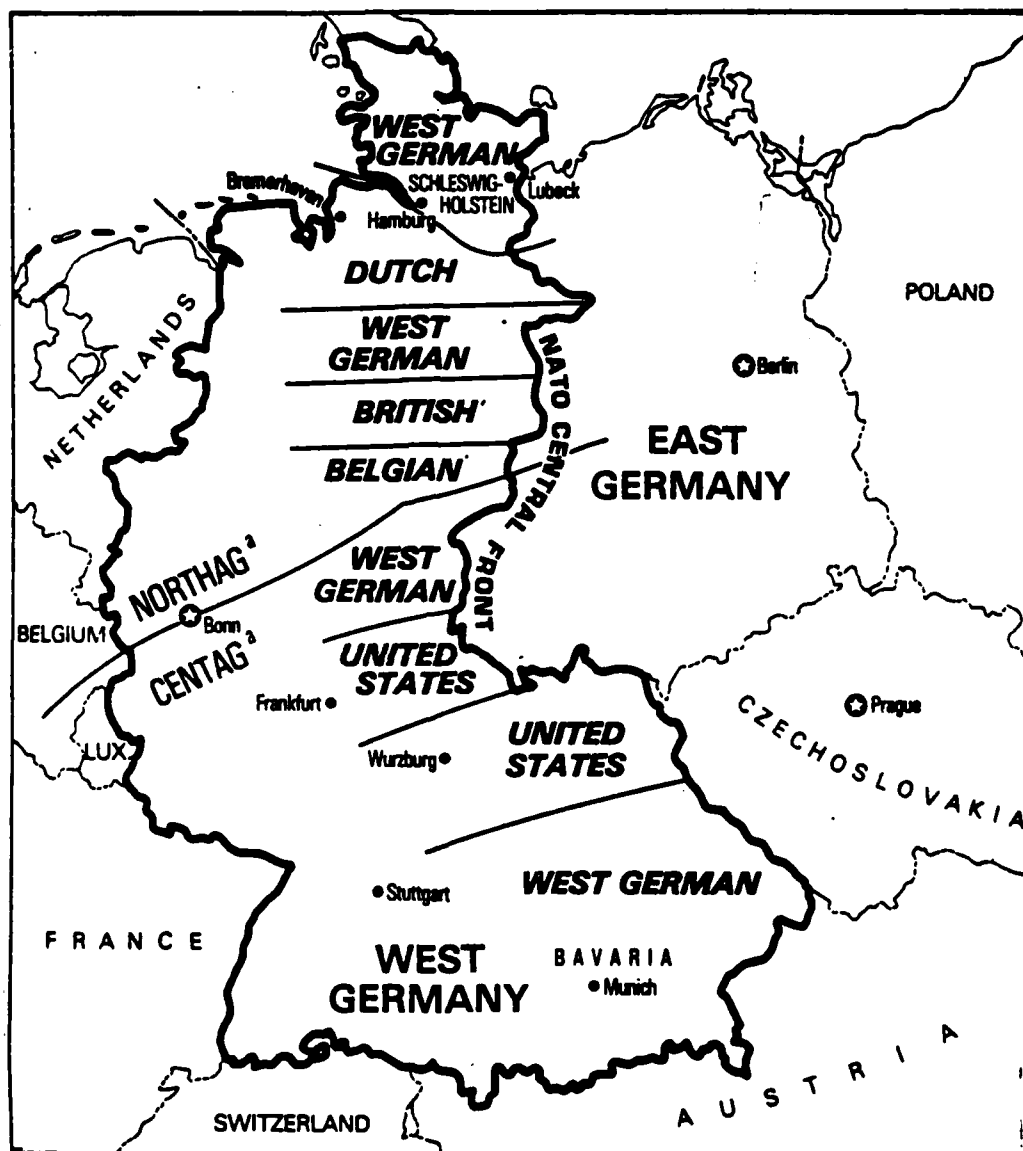 WEST
GERMAN
SCHLESWIG-
HOLSTEIN
Lubeck
Bremerhaven
Hamburg
DUTCH
NETHERLANDS
POLAND
WEST
GERMAN
NATO CENTRAL FRONT
Berlin
BRITISH
EAST
GERMANY
BELGIAN
NORTHAG a
WEST
GERMAN
BELGIUM
Bonn
CENTAG a
UNITED
STATES
Frankfurt
CZECHOSLOVAKIA
Prague
LUX.
Wurzburg
UNITED
STATES
Stuttgart
WEST GERMAN
FRANCE
WEST
GERMANY
BAVARIA
Munich
AUSTRIA
SWITZERLAND